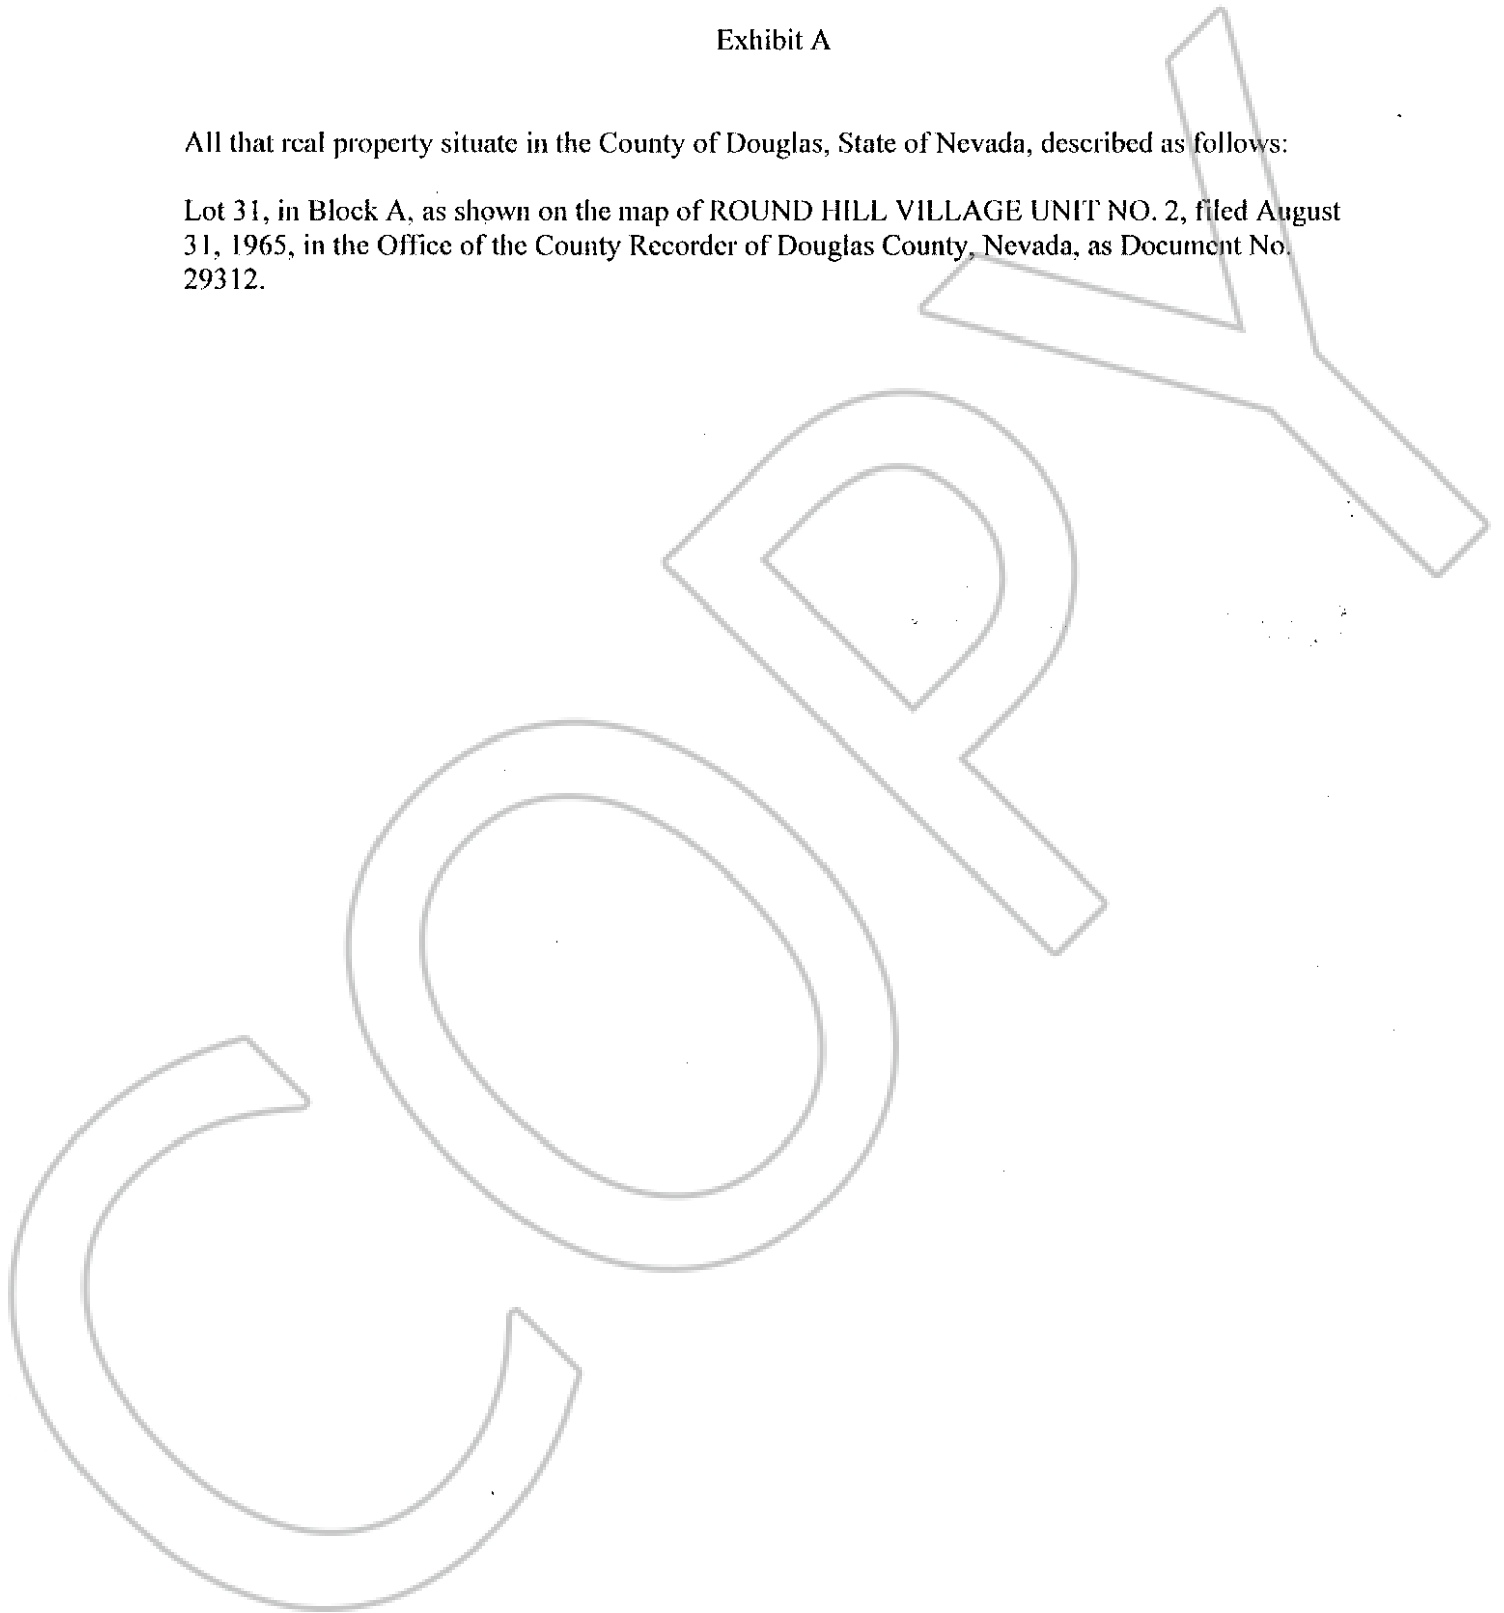 Exhibit A
All that real property situate in the County of Douglas, State of Nevada, described as follows:
Lot 31, in Block A, as shown on the map of ROUND HILL VILLAGE UNIT NO. 2, filed August
31, 1965, in the Office of the County Recorder of Douglas County, Nevada, as Document No.
29312.
COPY